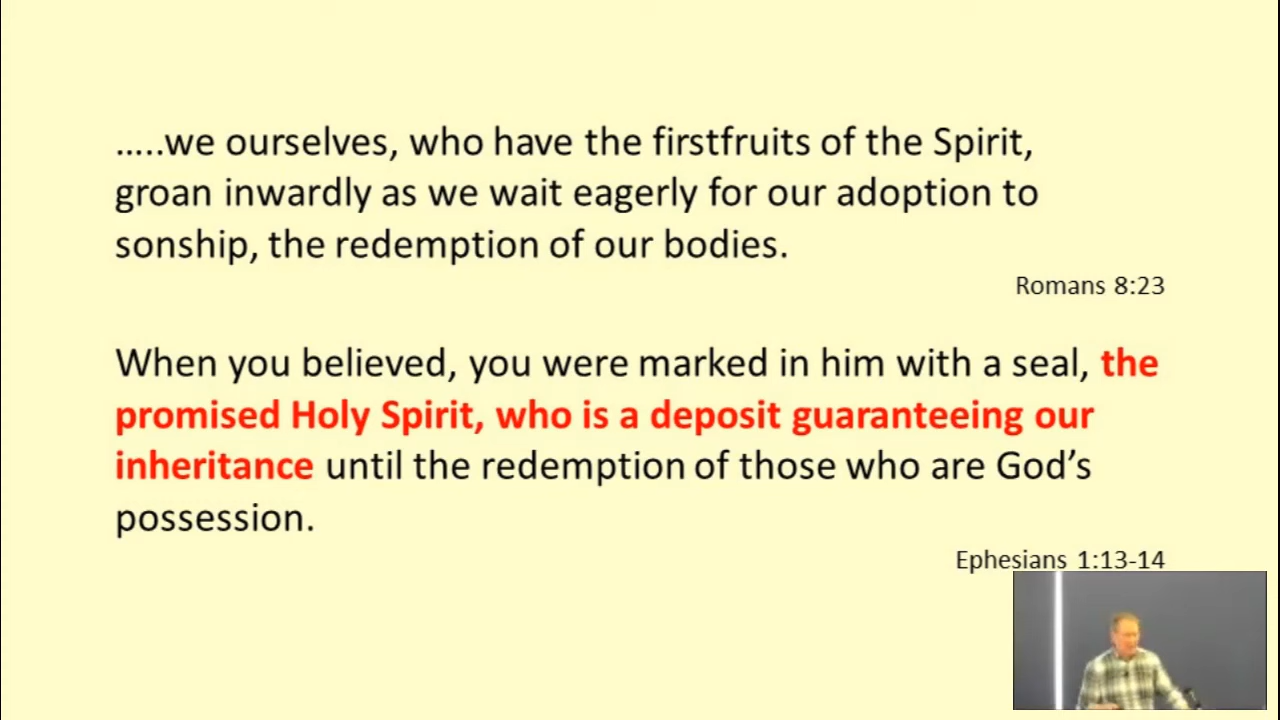 .....we ourselves, who have the firstfruits of the Spirit,
groan inwardly as we wait eagerly for our adoption to
sonship, the redemption of our bodies.
Romans 8:23
When you believed, you were marked in him with a seal, the
promised Holy Spirit, who is a deposit guaranteeing our
inheritance until the redemption of those who are God’s
possession.
Ephesians 1:13-14